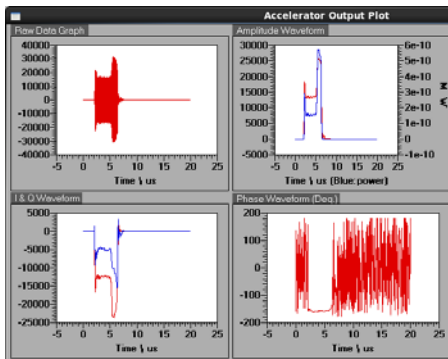 Accelerator Output Plot
Raw Data Graph
40000
30000
20000
10000
0
-10000
-20000
-30000
-40000
-5 0 5 10 15 20 25
Time \ us
Amplitude Waveform
30000
25000
20000
15000
10000
5000
0
-5000
6e-10
5e-10
4e-10
3e-10
2e-10
1e-10
0
-1e-10
M
W
-5 0 5 10 15 20 25
Time \ us (Blue:power)
I & Q Waveform
5000
0
-5000
-10000
-15000
-20000
-25000
-5 0 5 10 15 20 25
Time \ us
Phase Waveform (Deg.)
200
100
0
-100
-200
-5 0 5 10 15 20 25
Time \ us